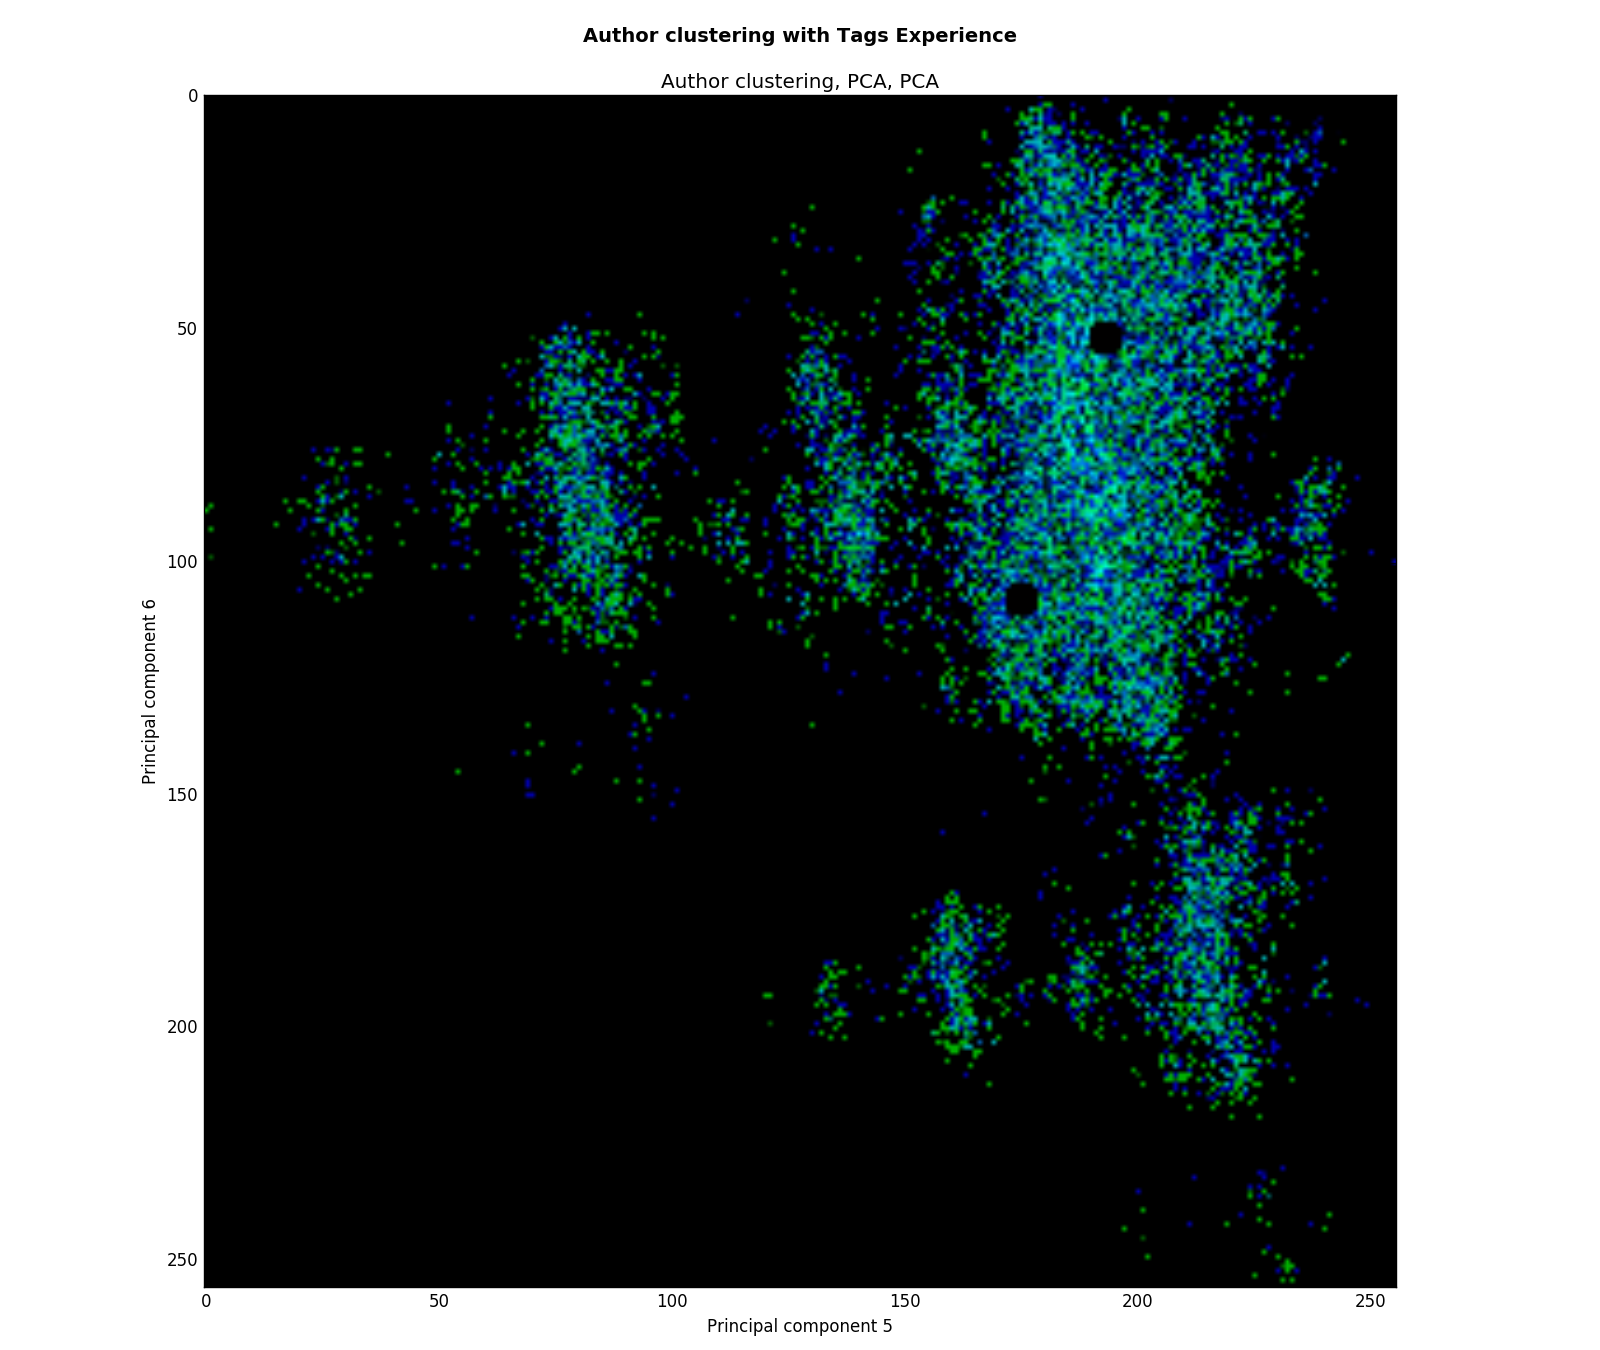 Author clustering with Tags Experience
Author clustering, PCA, PCA
0
50
100
150
200
250
Principal component 6
0 50 100 150 200 250
Principal component 5